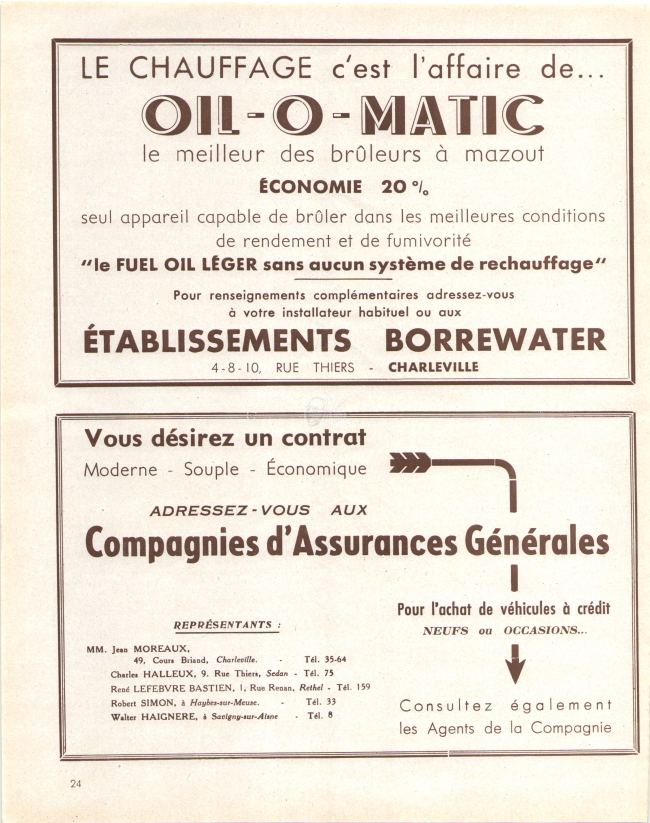 LE CHAUFFAGE c'est l'affaire de...
OIL-O-MATIC
le meilleur des brûleurs à mazout
ÉCONOMIE 20 %
seul appareil capable de brûler dans les meilleures conditions
de rendement et de fumivorité
"le FUEL OIL LÉGER sans aucun système de rechauffage"
Pour renseignements complémentaires adressez-vous
à votre installateur habituel ou aux
ÉTABLISSEMENTS BORREWATER
4-8-10, RUE THIERS - CHARLEVILLE
Vous désirez un contrat
Moderne - Souple - Économique
ADRESSEZ-VOUS AUX
Compagnies d'Assurances Générales
REPRÉSENTANTS :
MM. Jean MOREAUX,
49, Cours Briand, Charleville. - Tél. 35-64
Charles HALLEUX, 9. Rue Thiers, Sedan - Tél. 75
René LEFEBVRE BASTIEN, 1, Rue Renan, Rethel - Tél. 159
Robert SIMON, à Haybes-sur-Meuse. - Tél. 33
Walter HAIGNERE, à Savigny-sur-Aisne - Tél. 8
Pour l'achat de véhicules à crédit
NEUFS ou OCCASIONS...
Consultez également
les Agents de la Compagnie
24